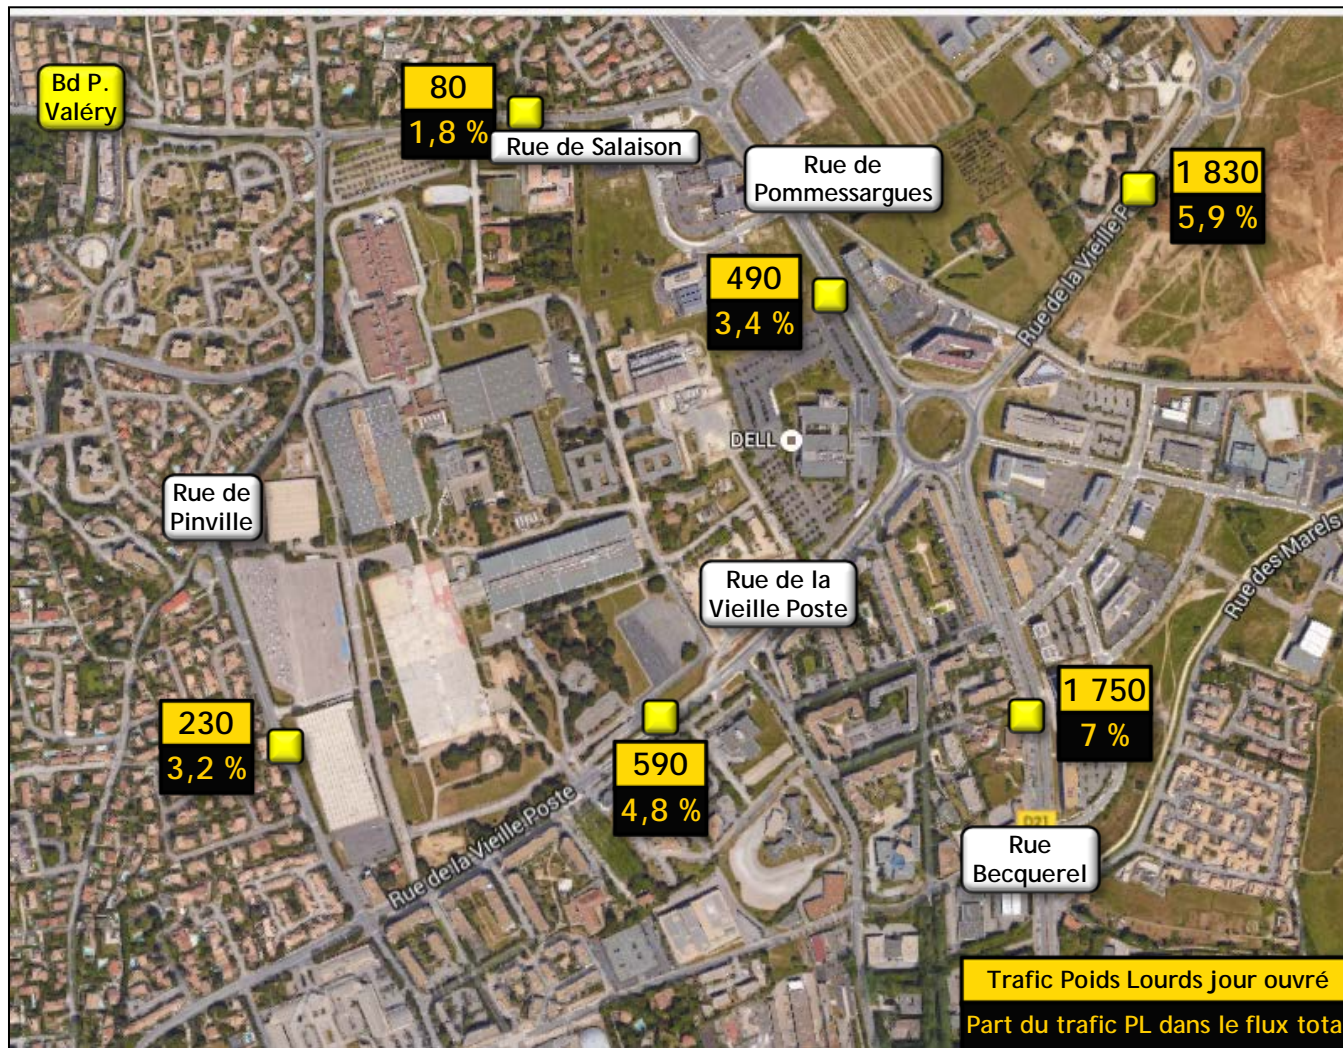 Bd P.
Valéry
80
1,8 %
Rue de Salaison
Rue de
Pommessargues
1 830
5,9 %
490
3,4 %
Rue de la Vieille P
DELL
Rue de
Pinville
Rue de la
Vieille Poste
Rue des Marels
230
3,2 %
590
4,8 %
1 750
7 %
Rue de la Vieille Poste
D21
Rue
Becquerel
Trafic Poids Lourds jour ouvré
Part du trafic PL dans le flux tota